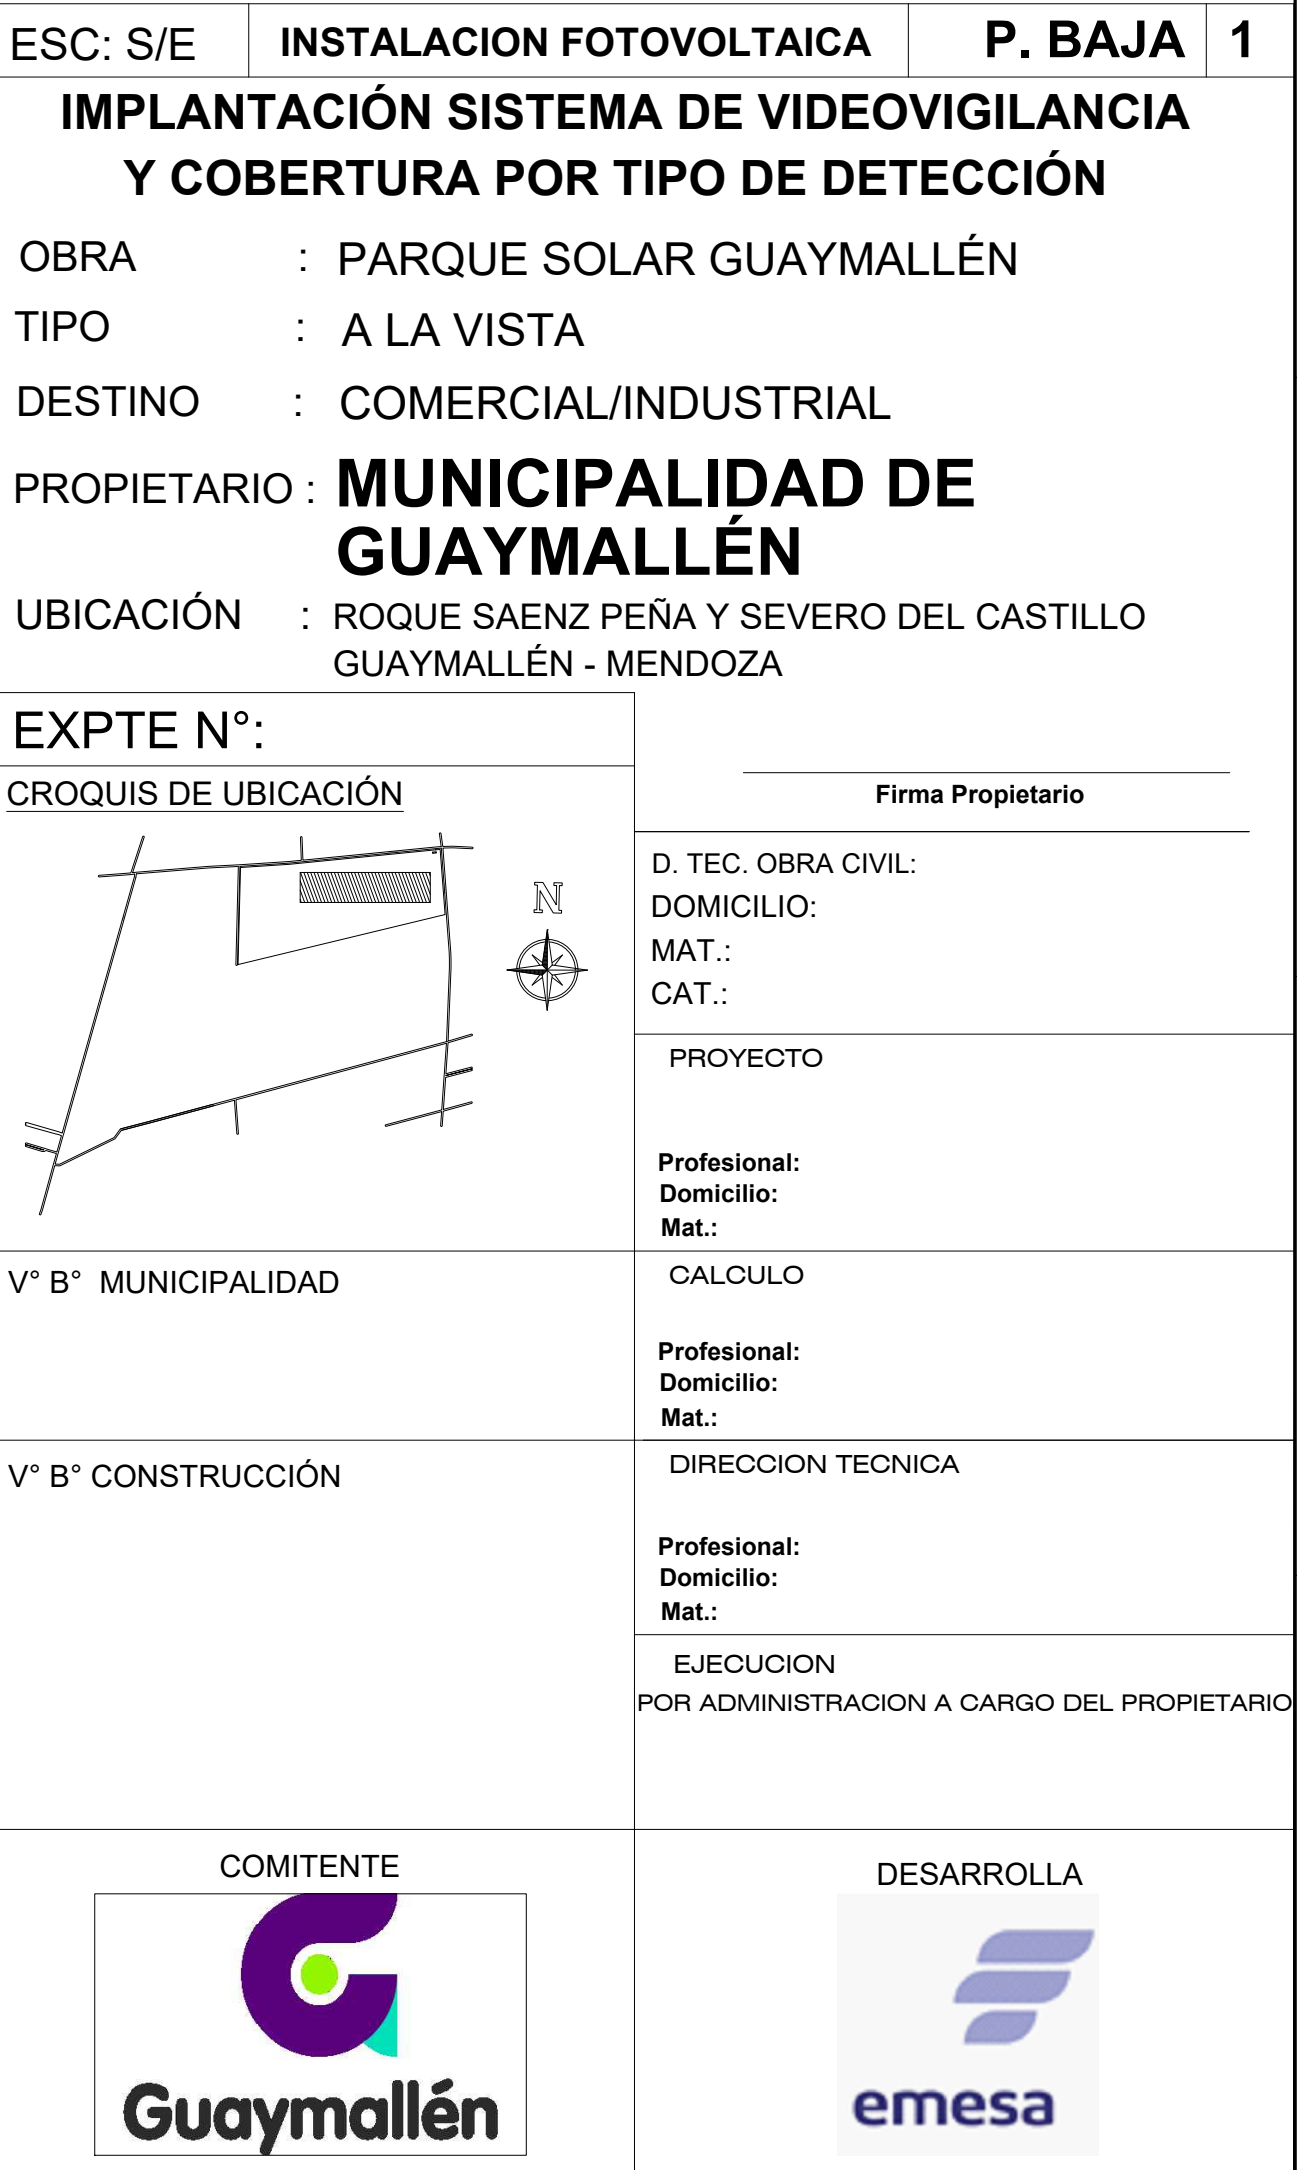 ESC: S/E
INSTALACION FOTOVOLTAICA
P. BAJA
1
IMPLANTACIÓN SISTEMA DE VIDEOVIGILANCIA
Y COBERTURA POR TIPO DE DETECCIÓN
OBRA : PARQUE SOLAR GUAYMALLÉN
TIPO : A LA VISTA
DESTINO : COMERCIAL/INDUSTRIAL
PROPIETARIO : MUNICIPALIDAD DE
GUAYMALLÉN
UBICACIÓN : ROQUE SAENZ PEÑA Y SEVERO DEL CASTILLO
GUAYMALLÉN - MENDOZA
EXPTE N°:
CROQUIS DE UBICACIÓN
N
Firma Propietario
D. TEC. OBRA CIVIL:
DOMICILIO:
MAT.:
CAT.:
PROYECTO
Profesional:
Domicilio:
Mat.:
V° B° MUNICIPALIDAD
CALCULO
Profesional:
Domicilio:
Mat.:
V° B° CONSTRUCCIÓN
DIRECCION TECNICA
Profesional:
Domicilio:
Mat.:
EJECUCION
POR ADMINISTRACION A CARGO DEL PROPIETARIO
COMITENTE
Guaymallén
DESARROLLA
emesa